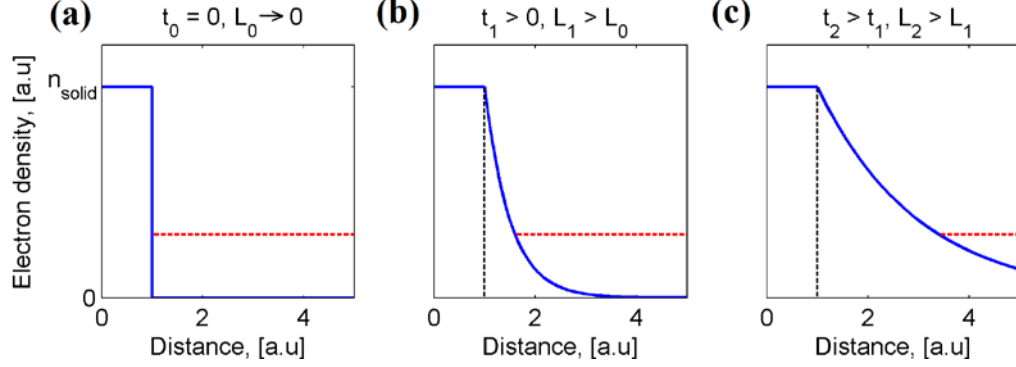 (a) t₀ = 0, L₀ → 0
(b) t₁ > 0, L₁ > L₀
(c) t₂ > t₁, L₂ > L₁
Electron density, [a.u]
n_solid
0
0 2 4
0 2 4
0 2 4
Distance, [a.u]
Distance, [a.u]
Distance, [a.u]